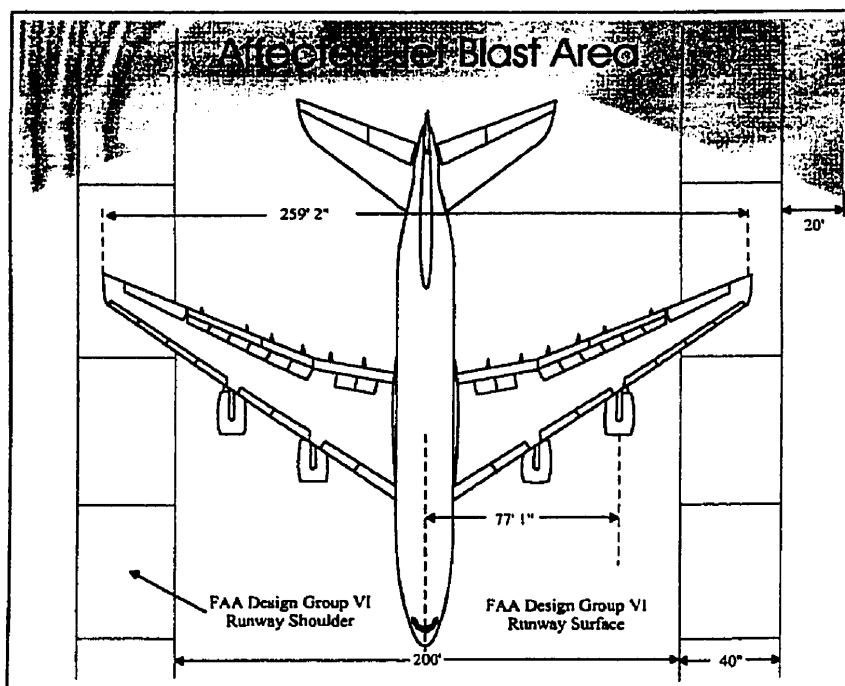 Affected Jet Blast Area
259' 2"
20'
77' 1"
FAA Design Group VI
Runway Shoulder
FAA Design Group VI
Runway Surface
200'
40"